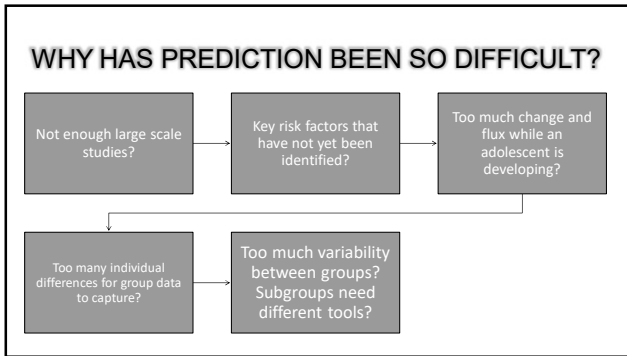 WHY HAS PREDICTION BEEN SO DIFFICULT?
Not enough large scale
studies?
Key risk factors that
have not yet been
identified?
Too much change and
flux while an
adolescent is
developing?
Too many individual
differences for group data
to capture?
Too much variability
between groups?
Subgroups need
different tools?